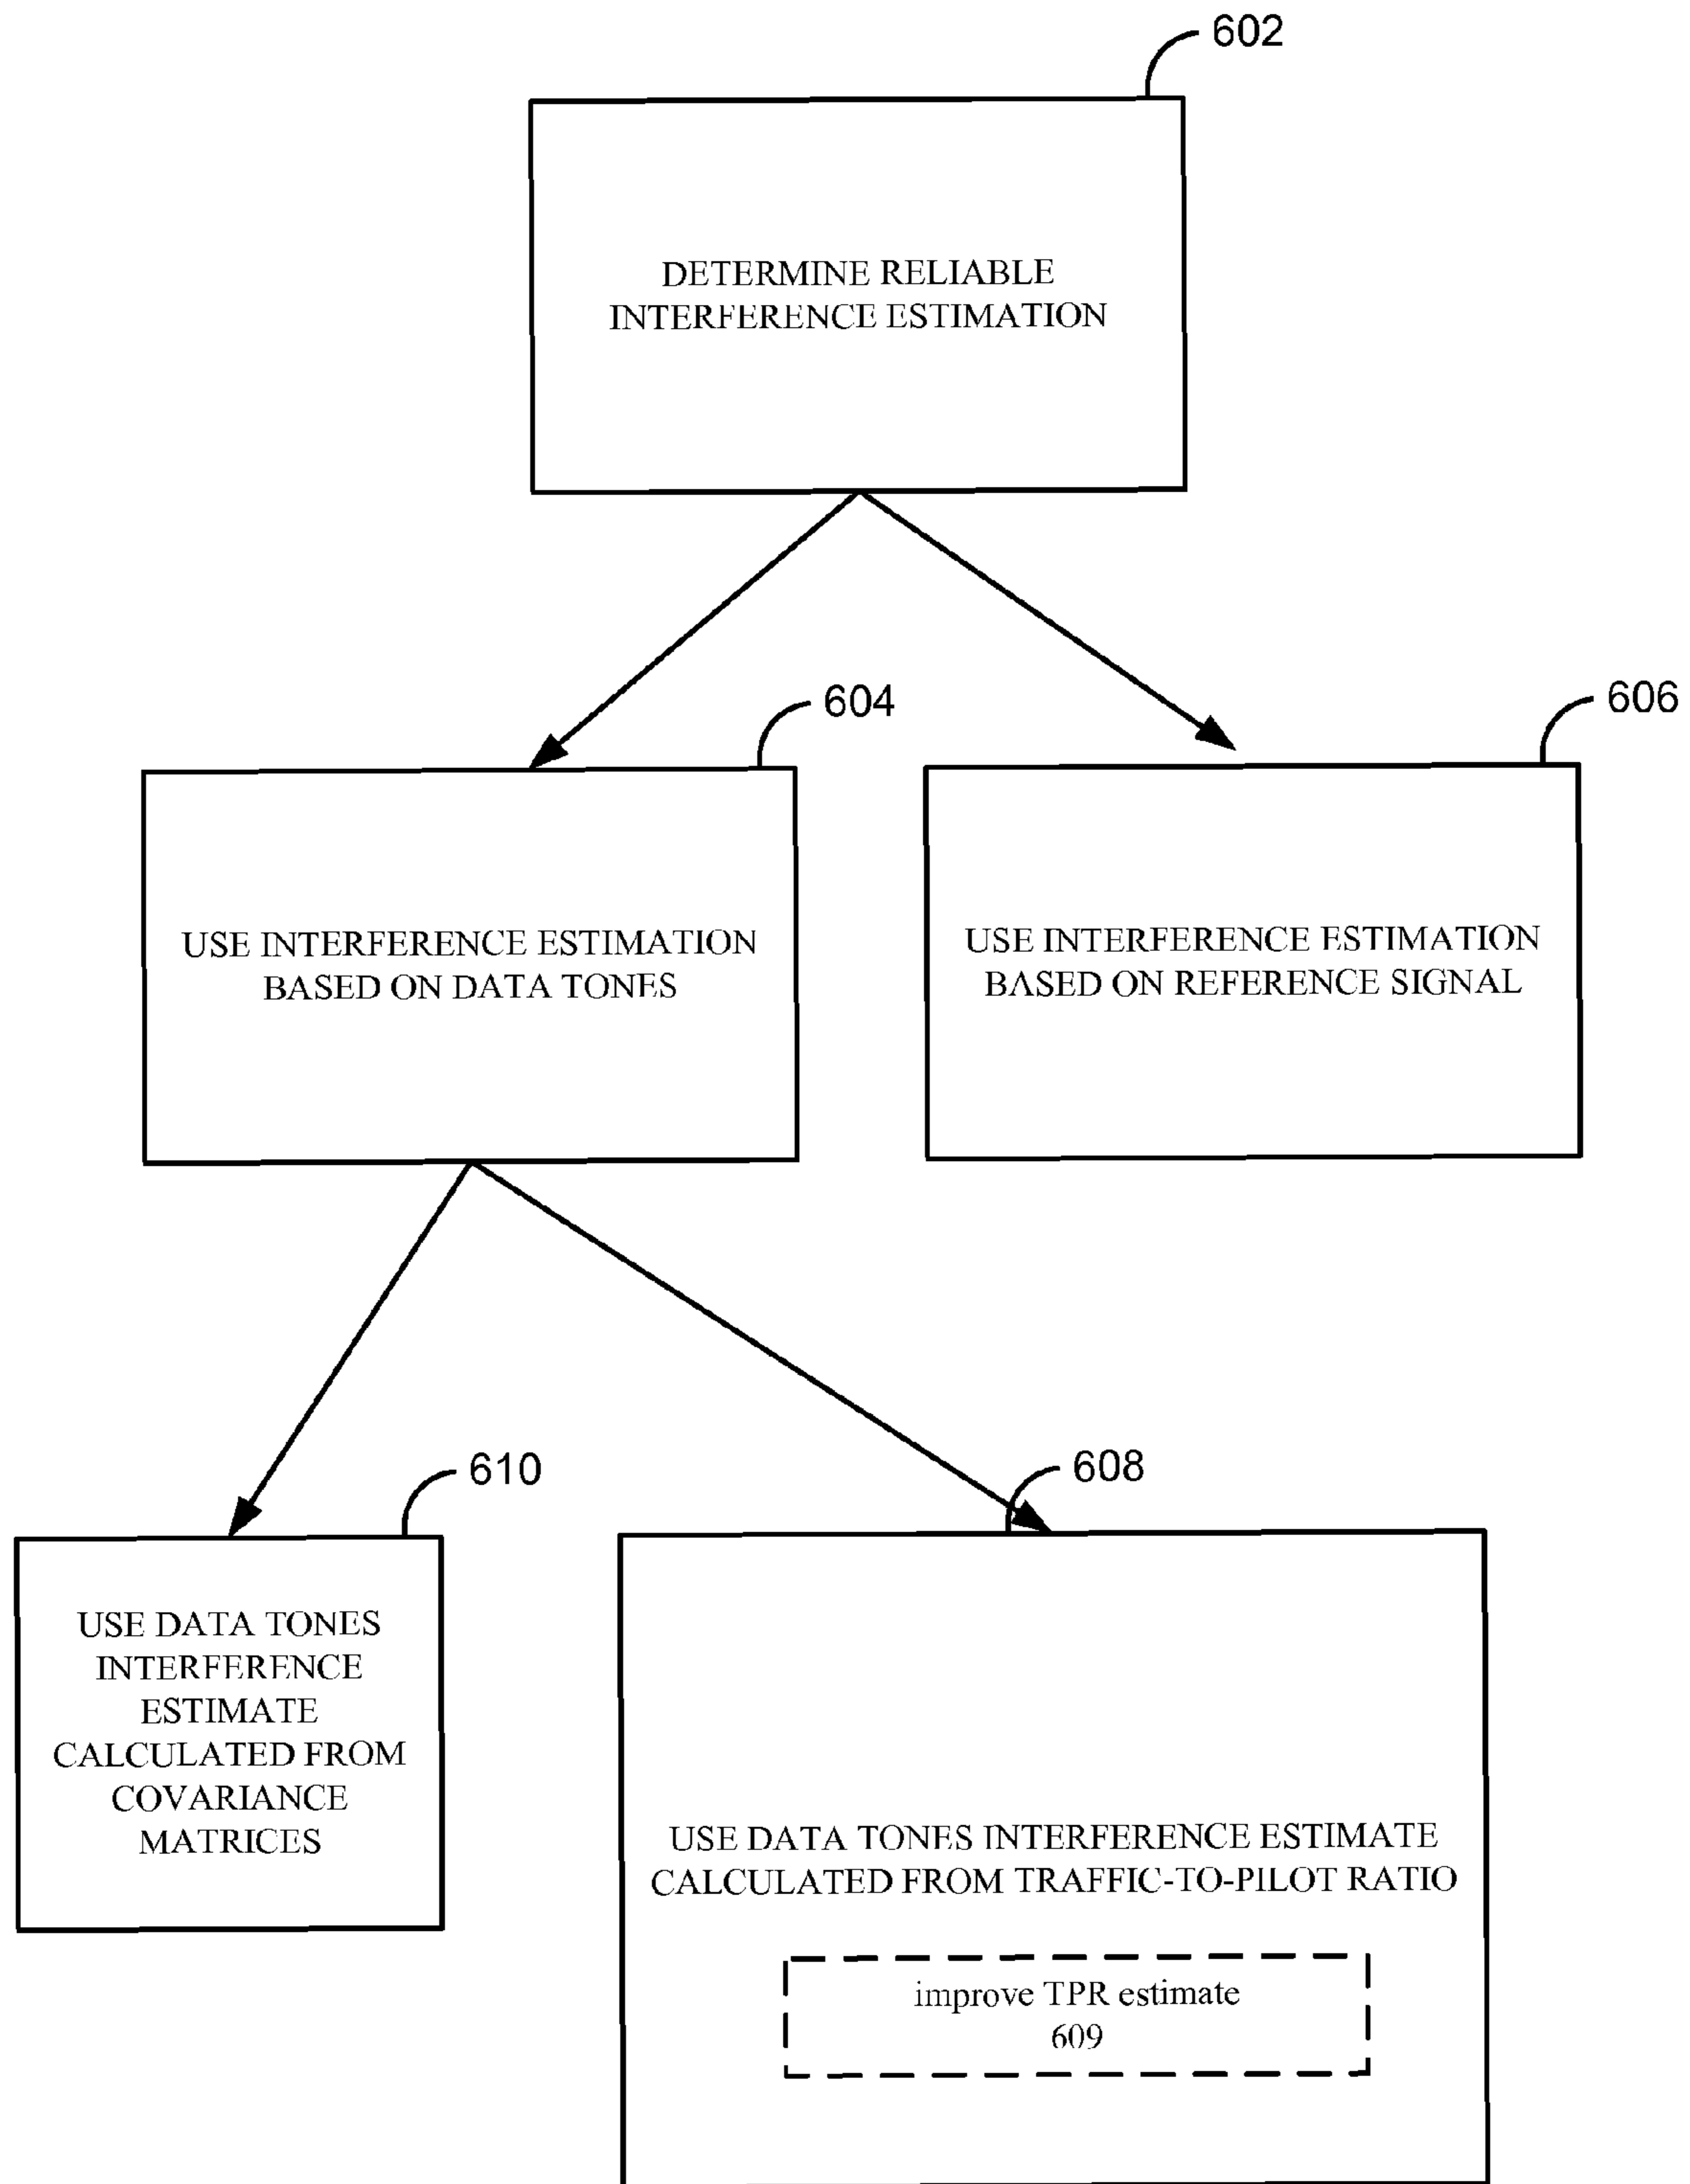 602
DETERMINE RELIABLE
INTERFERENCE ESTIMATION
604
606
USE INTERFERENCE ESTIMATION
BASED ON DATA TONES
USE INTERFERENCE ESTIMATION
BASED ON REFERENCE SIGNAL
610
608
USE DATA TONES
INTERFERENCE
ESTIMATE
CALCULATED FROM
COVARIANCE
MATRICES
USE DATA TONES INTERFERENCE ESTIMATE
CALCULATED FROM TRAFFIC-TO-PILOT RATIO
improve TPR estimate
609